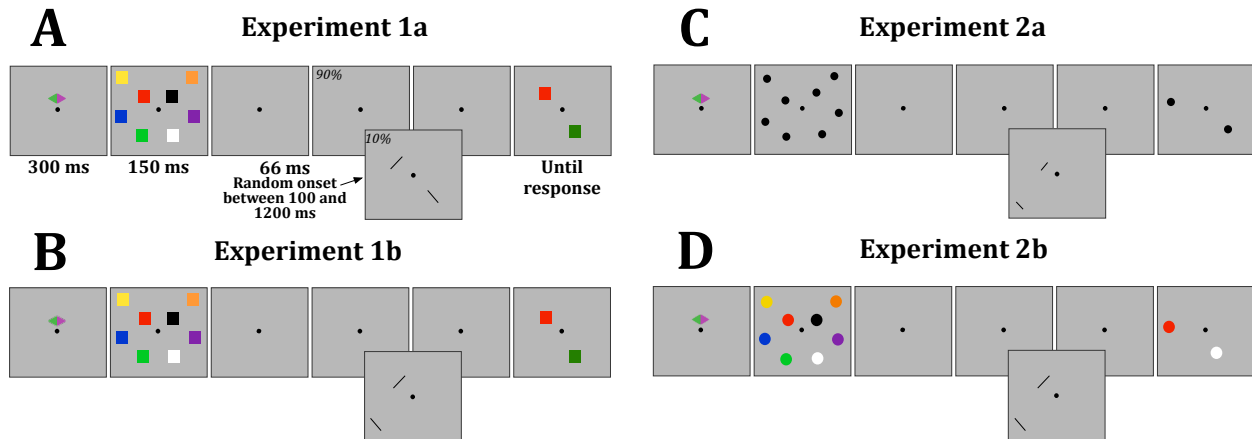 A
Experiment 1a
90%
10%
300 ms
150 ms
66 ms
Random onset
between 100 and
1200 ms
Until
response
B
Experiment 1b
C
Experiment 2a
D
Experiment 2b